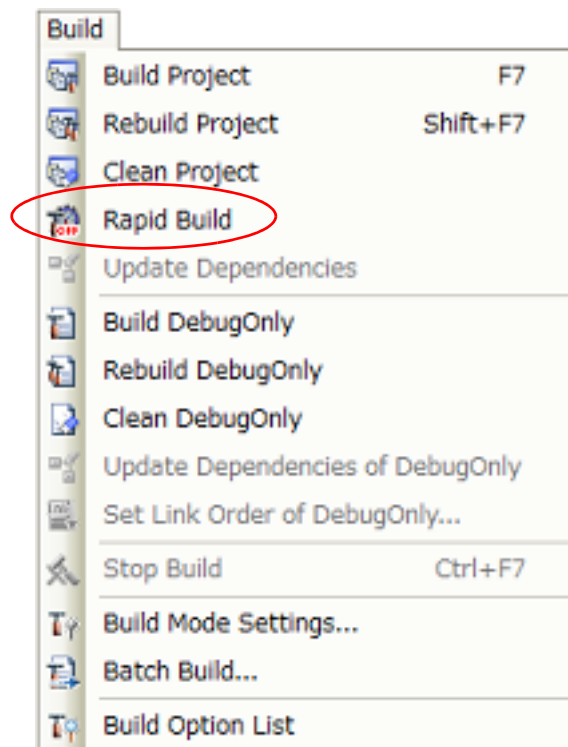 Build
Build Project F7
Rebuild Project Shift+F7
Clean Project
OFF Rapid Build
Update Dependencies
Build DebugOnly
Rebuild DebugOnly
Clean DebugOnly
Update Dependencies of DebugOnly
Set Link Order of DebugOnly...
Stop Build Ctrl+F7
Build Mode Settings...
Batch Build...
Build Option List